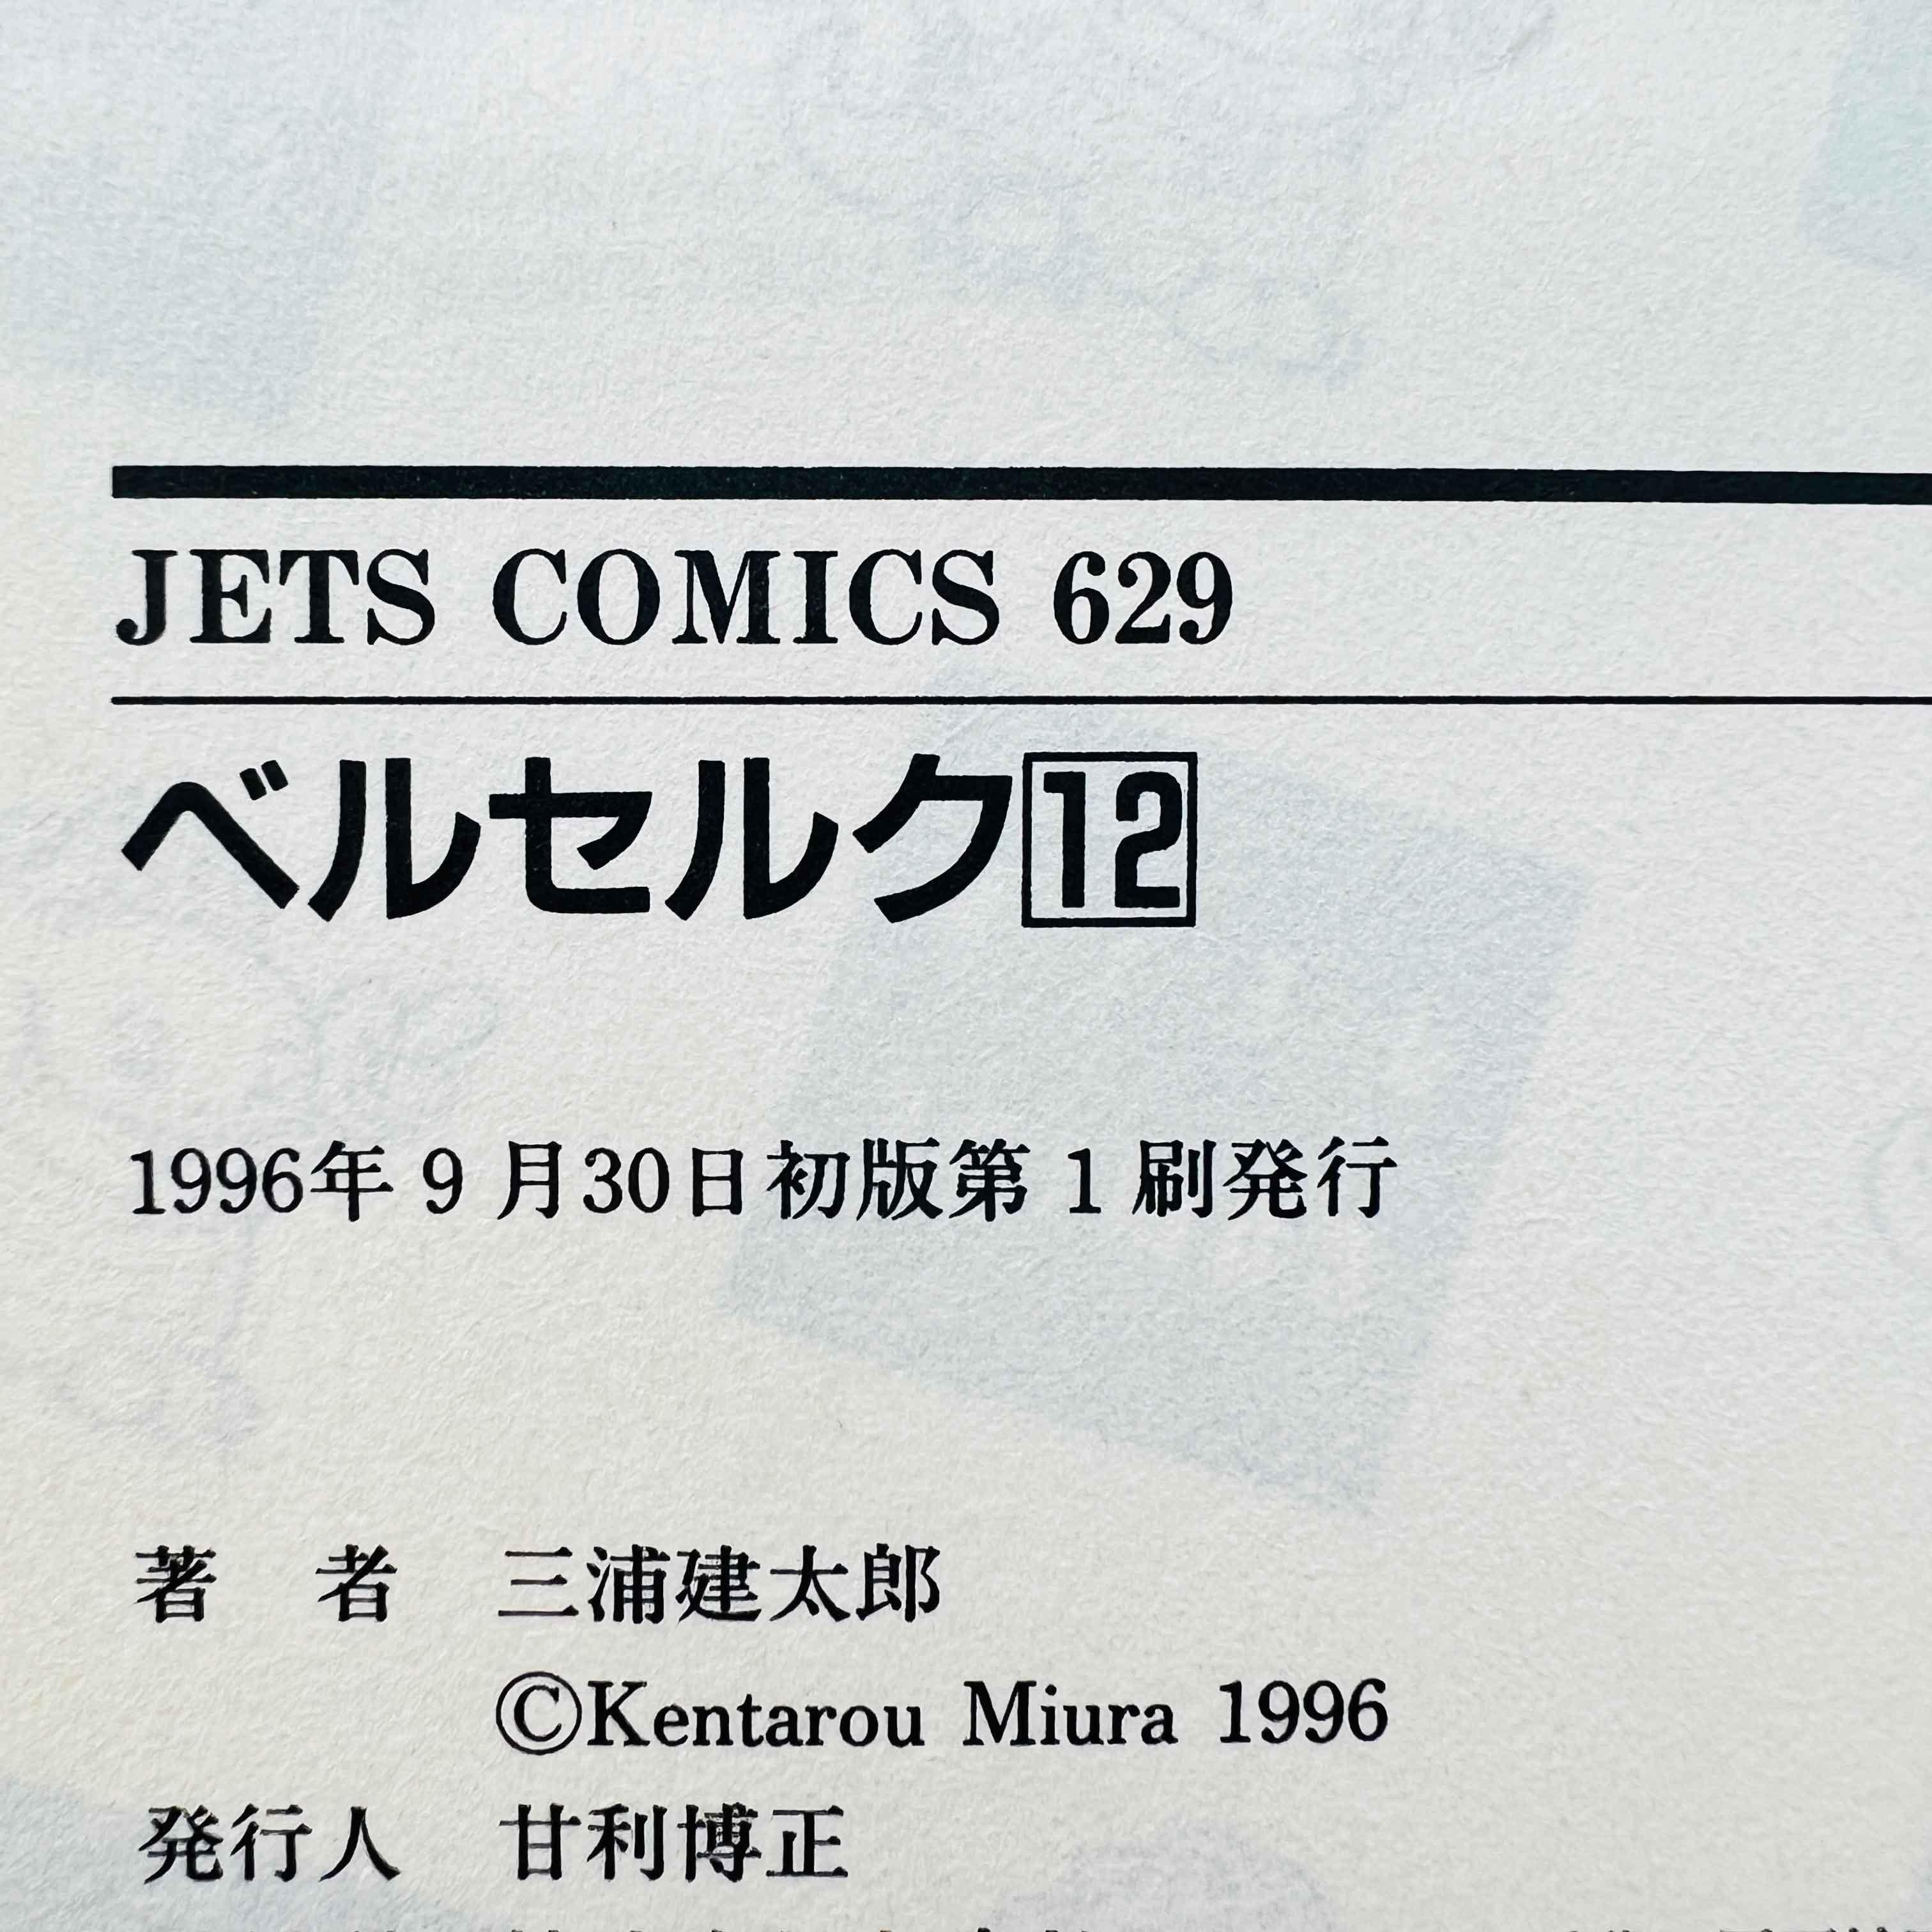 JETS COMICS 629
ベルセルク12
1996年9月30日初版第1刷発行
著 者 三浦建太郎
©Kentarou Miura 1996
発行人 甘利博正